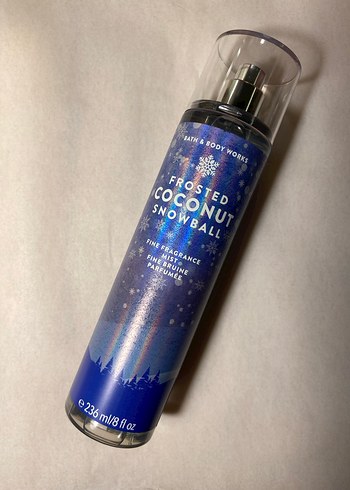 BATH & BODY WORKS
FROSTED
COCONUT
SNOWBALL
FINE FRAGRANCE
MIST
FINE BRUINE
PARFUMÉE
℮ 236 ml/8 fl oz